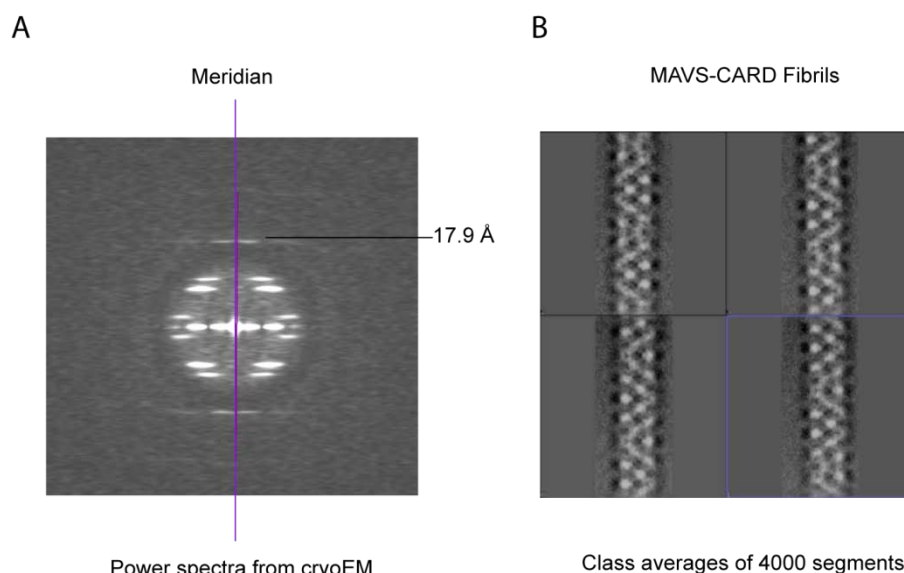 A
B
Meridian
MAVS-CARD Fibrils
17.9 Å
Power spectra from cryoEM
Class averages of 4000 segments